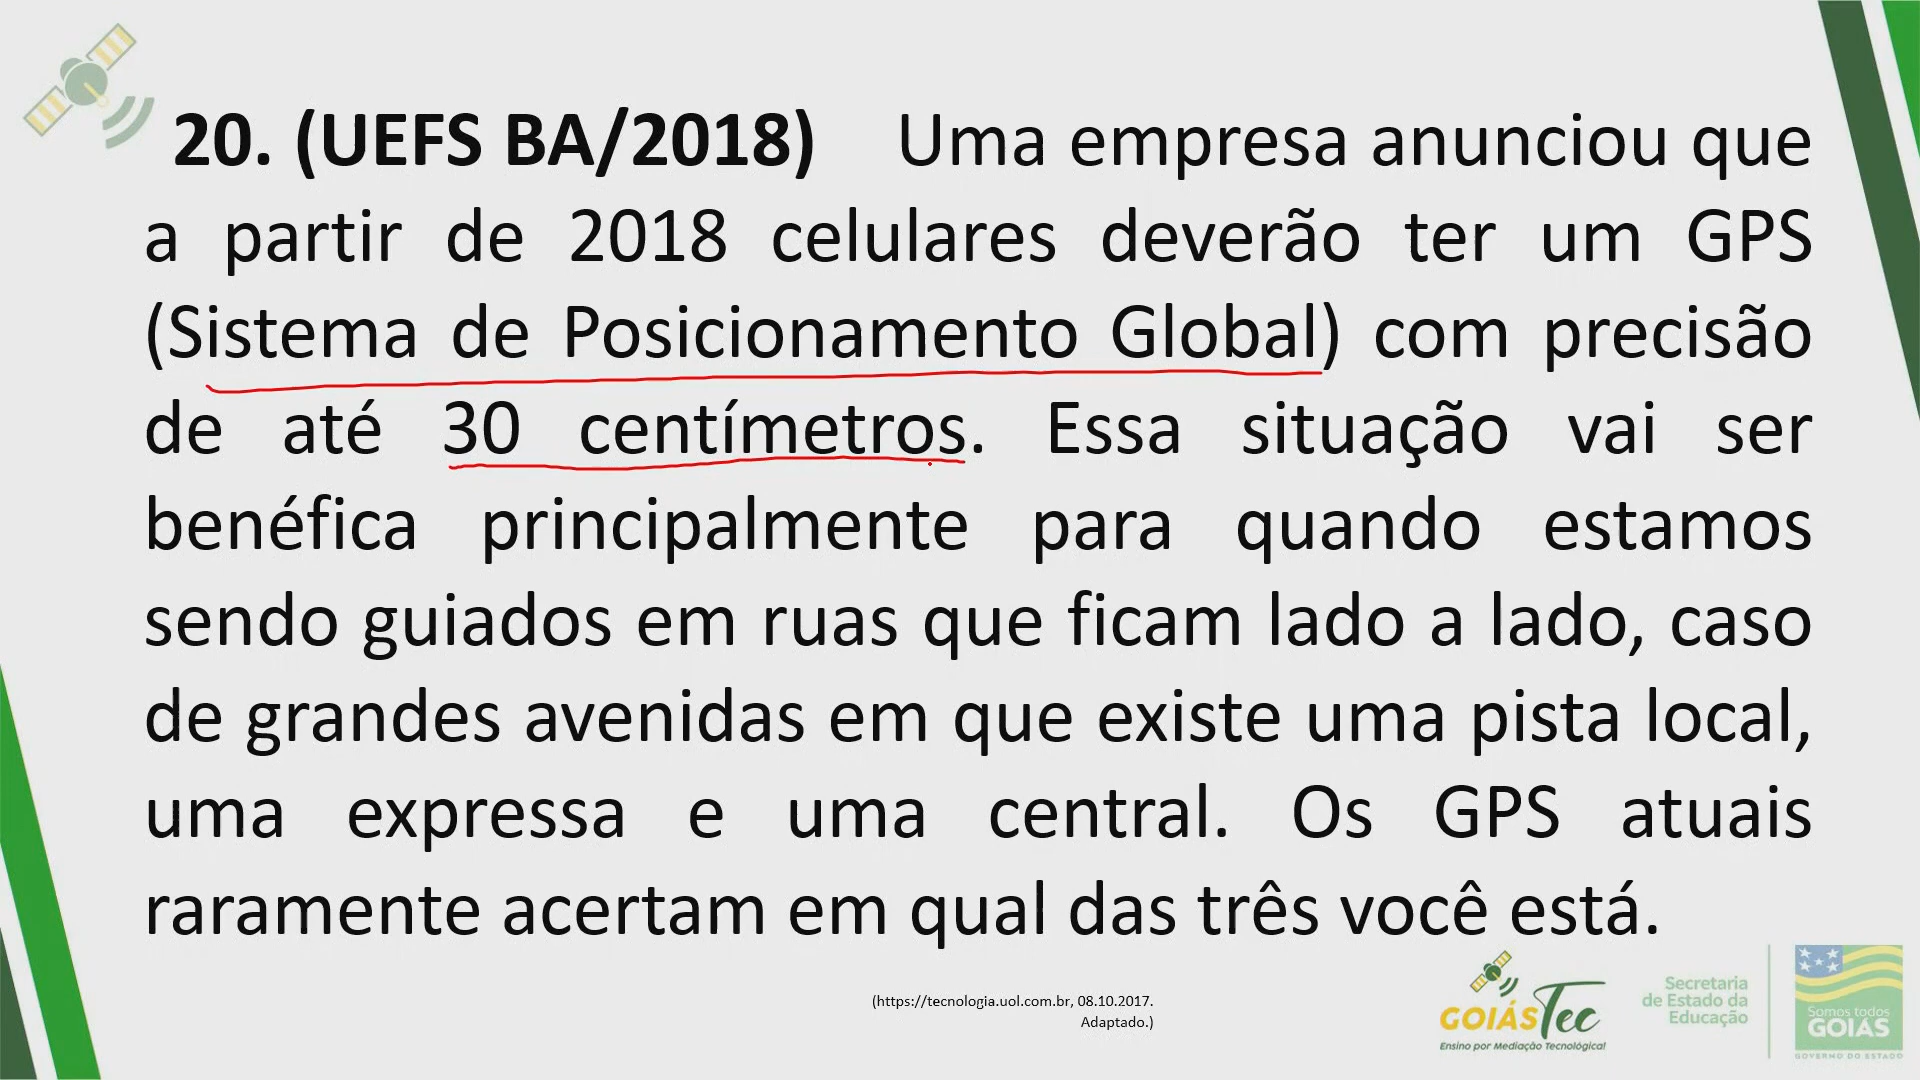 20. (UEFS BA/2018) Uma empresa anunciou que
a partir de 2018 celulares deverão ter um GPS
(Sistema de Posicionamento Global) com precisão
de até 30 centímetros. Essa situação vai ser
benéfica principalmente para quando estamos
sendo guiados em ruas que ficam lado a lado, caso
de grandes avenidas em que existe uma pista local,
uma expressa e uma central. Os GPS atuais
raramente acertam em qual das três você está.
(https://tecnologia.uol.com.br, 08.10.2017.
Adaptado.)
GOIÁSTec
Ensino por Mediação Tecnológica!
Secretaria
de Estado da
Educação
Somos todos
GOIÁS
GOVERNO DO ESTADO